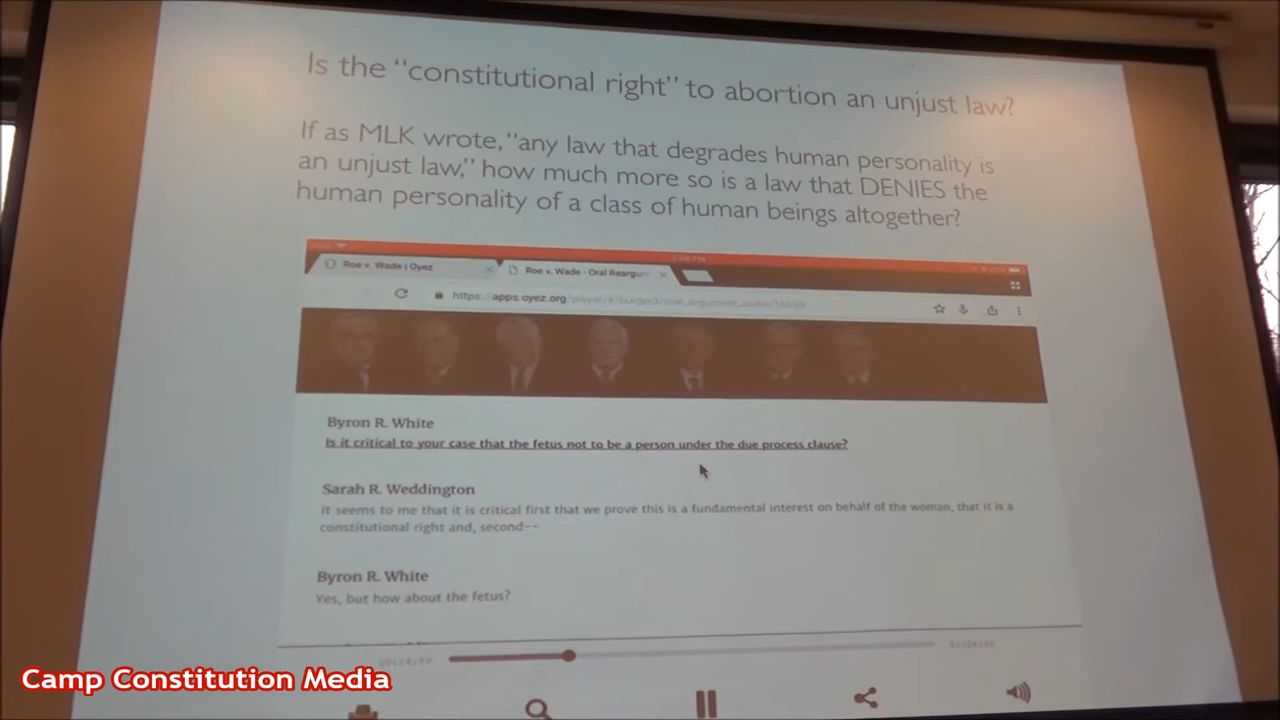 Is the “constitutional right” to abortion an unjust law?
If as MLK wrote, “any law that degrades human personality is
an unjust law,” how much more so is a law that DENIES the
human personality of a class of human beings altogether?
Roe v. Wade | Oyez
Roe v. Wade - Oral Reargum
https://apps.oyez.org/player/#/burger2/oral_argument_audio/
Byron R. White
Is it critical to your case that the fetus not to be a person under the due process clause?
Sarah R. Weddington
It seems to me that it is critical first that we prove this is a fundamental interest on behalf of the woman, that it is a
constitutional right and, second--
Byron R. White
Yes, but how about the fetus?
Camp Constitution Media